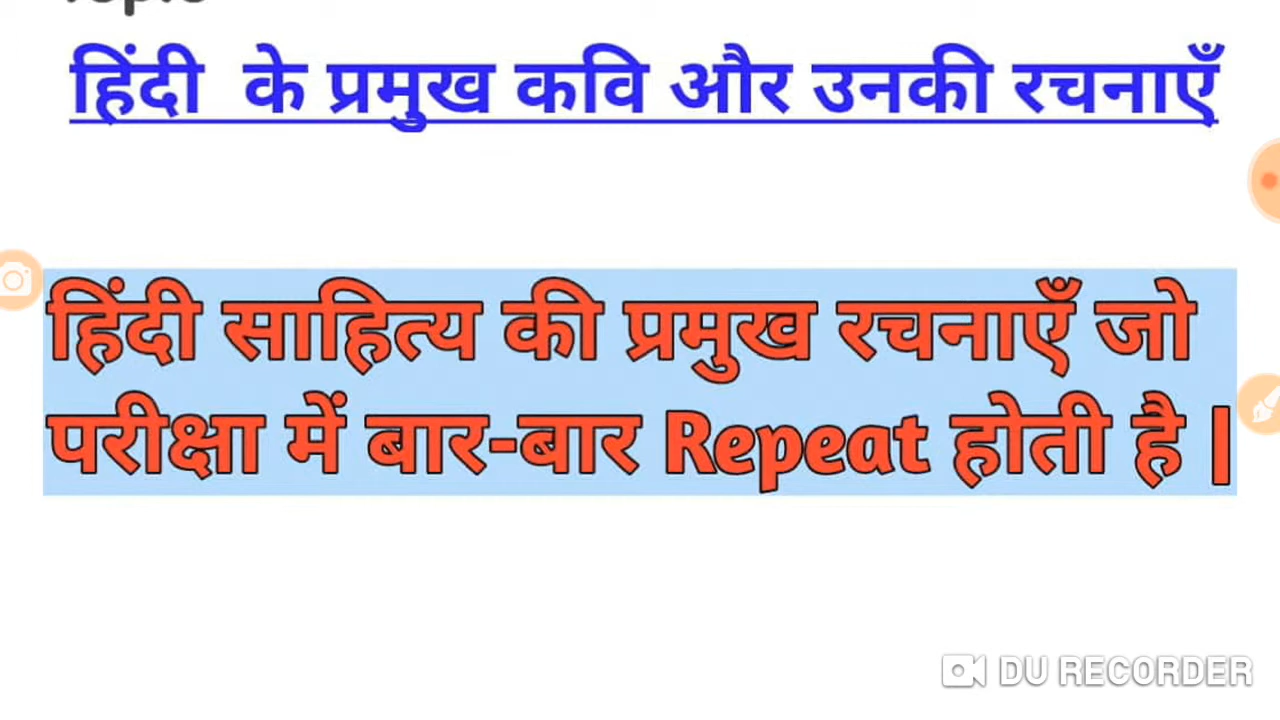 हिंदी के प्रमुख कवि और उनकी रचनाएँ
हिंदी साहित्य की प्रमुख रचनाएँ जो
परीक्षा में बार-बार Repeat होती है |
DU RECORDER